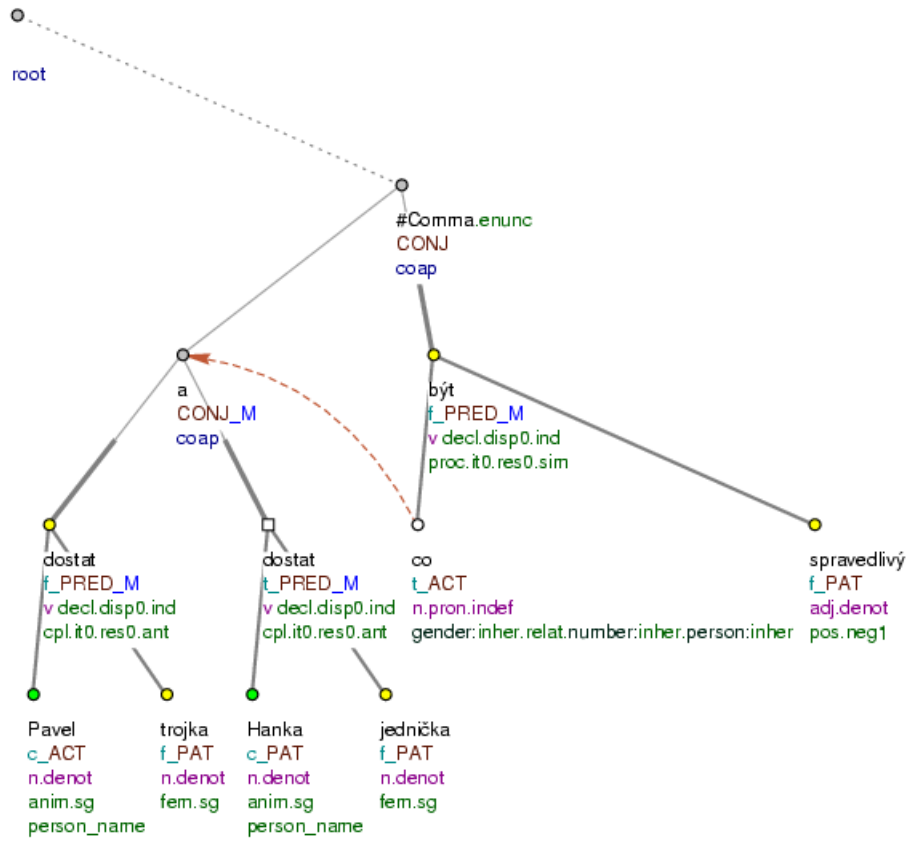 root
#Comma.enunc
CONJ
coap
a
CONJ_M
coap
být
f_PRED_M
v decl.disp0.ind
proc.it0.res0.sim
dostat
f_PRED_M
v decl.disp0.ind
cpl.it0.res0.ant
dostat
t_PRED_M
v decl.disp0.ind
cpl.it0.res0.ant
co
t_ACT
n.pron.indef
gender:inher.relat.number:inher.person:inher
spravedlivý
f_PAT
adj.denot
pos.neg1
Pavel
c_ACT
n.denot
anim.sg
person_name
trojka
f_PAT
n.denot
fem.sg
Hanka
c_PAT
n.denot
anim.sg
person_name
jednička
f_PAT
n.denot
fem.sg